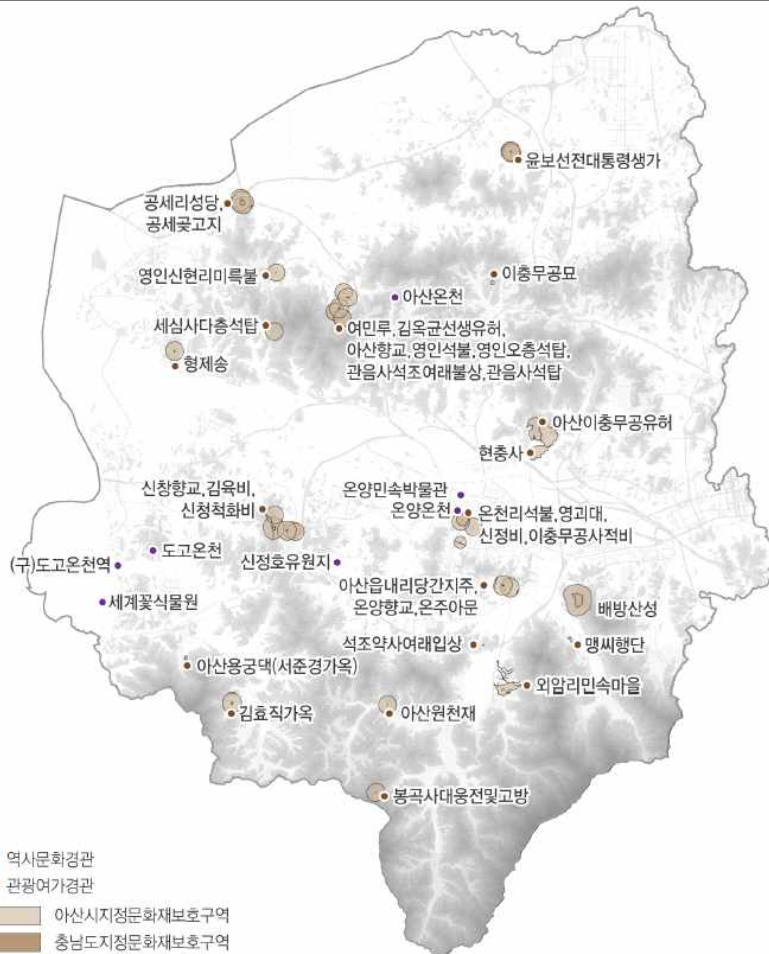 윤보선전대통령생가
공세리성당,
공세곶고지
영인신현리미륵불
이충무공묘
아산온천
세심사다층석탑
여민루,김옥균선생유허,
아산향교,영인석불,영인오층석탑,
관음사석조여래불상,관음사석탑
형제송
아산이충무공유허
현충사
신창향교,김육비,
신청척화비
온양민속박물관
온양온천
온천리석불,영괴대,
신정비,이충무공사적비
도고온천
(구)도고온천역
신정호유원지
세계꽃식물원
아산읍내리당간지주,
온양향교,온주아문
배방산성
석조약사여래입상
맹씨행단
아산용궁댁(서준경가옥)
외암리민속마을
김효직가옥
아산원천재
봉곡사대웅전및고방
역사문화경관
관광여가경관
아산시지정문화재보호구역
충남도지정문화재보호구역